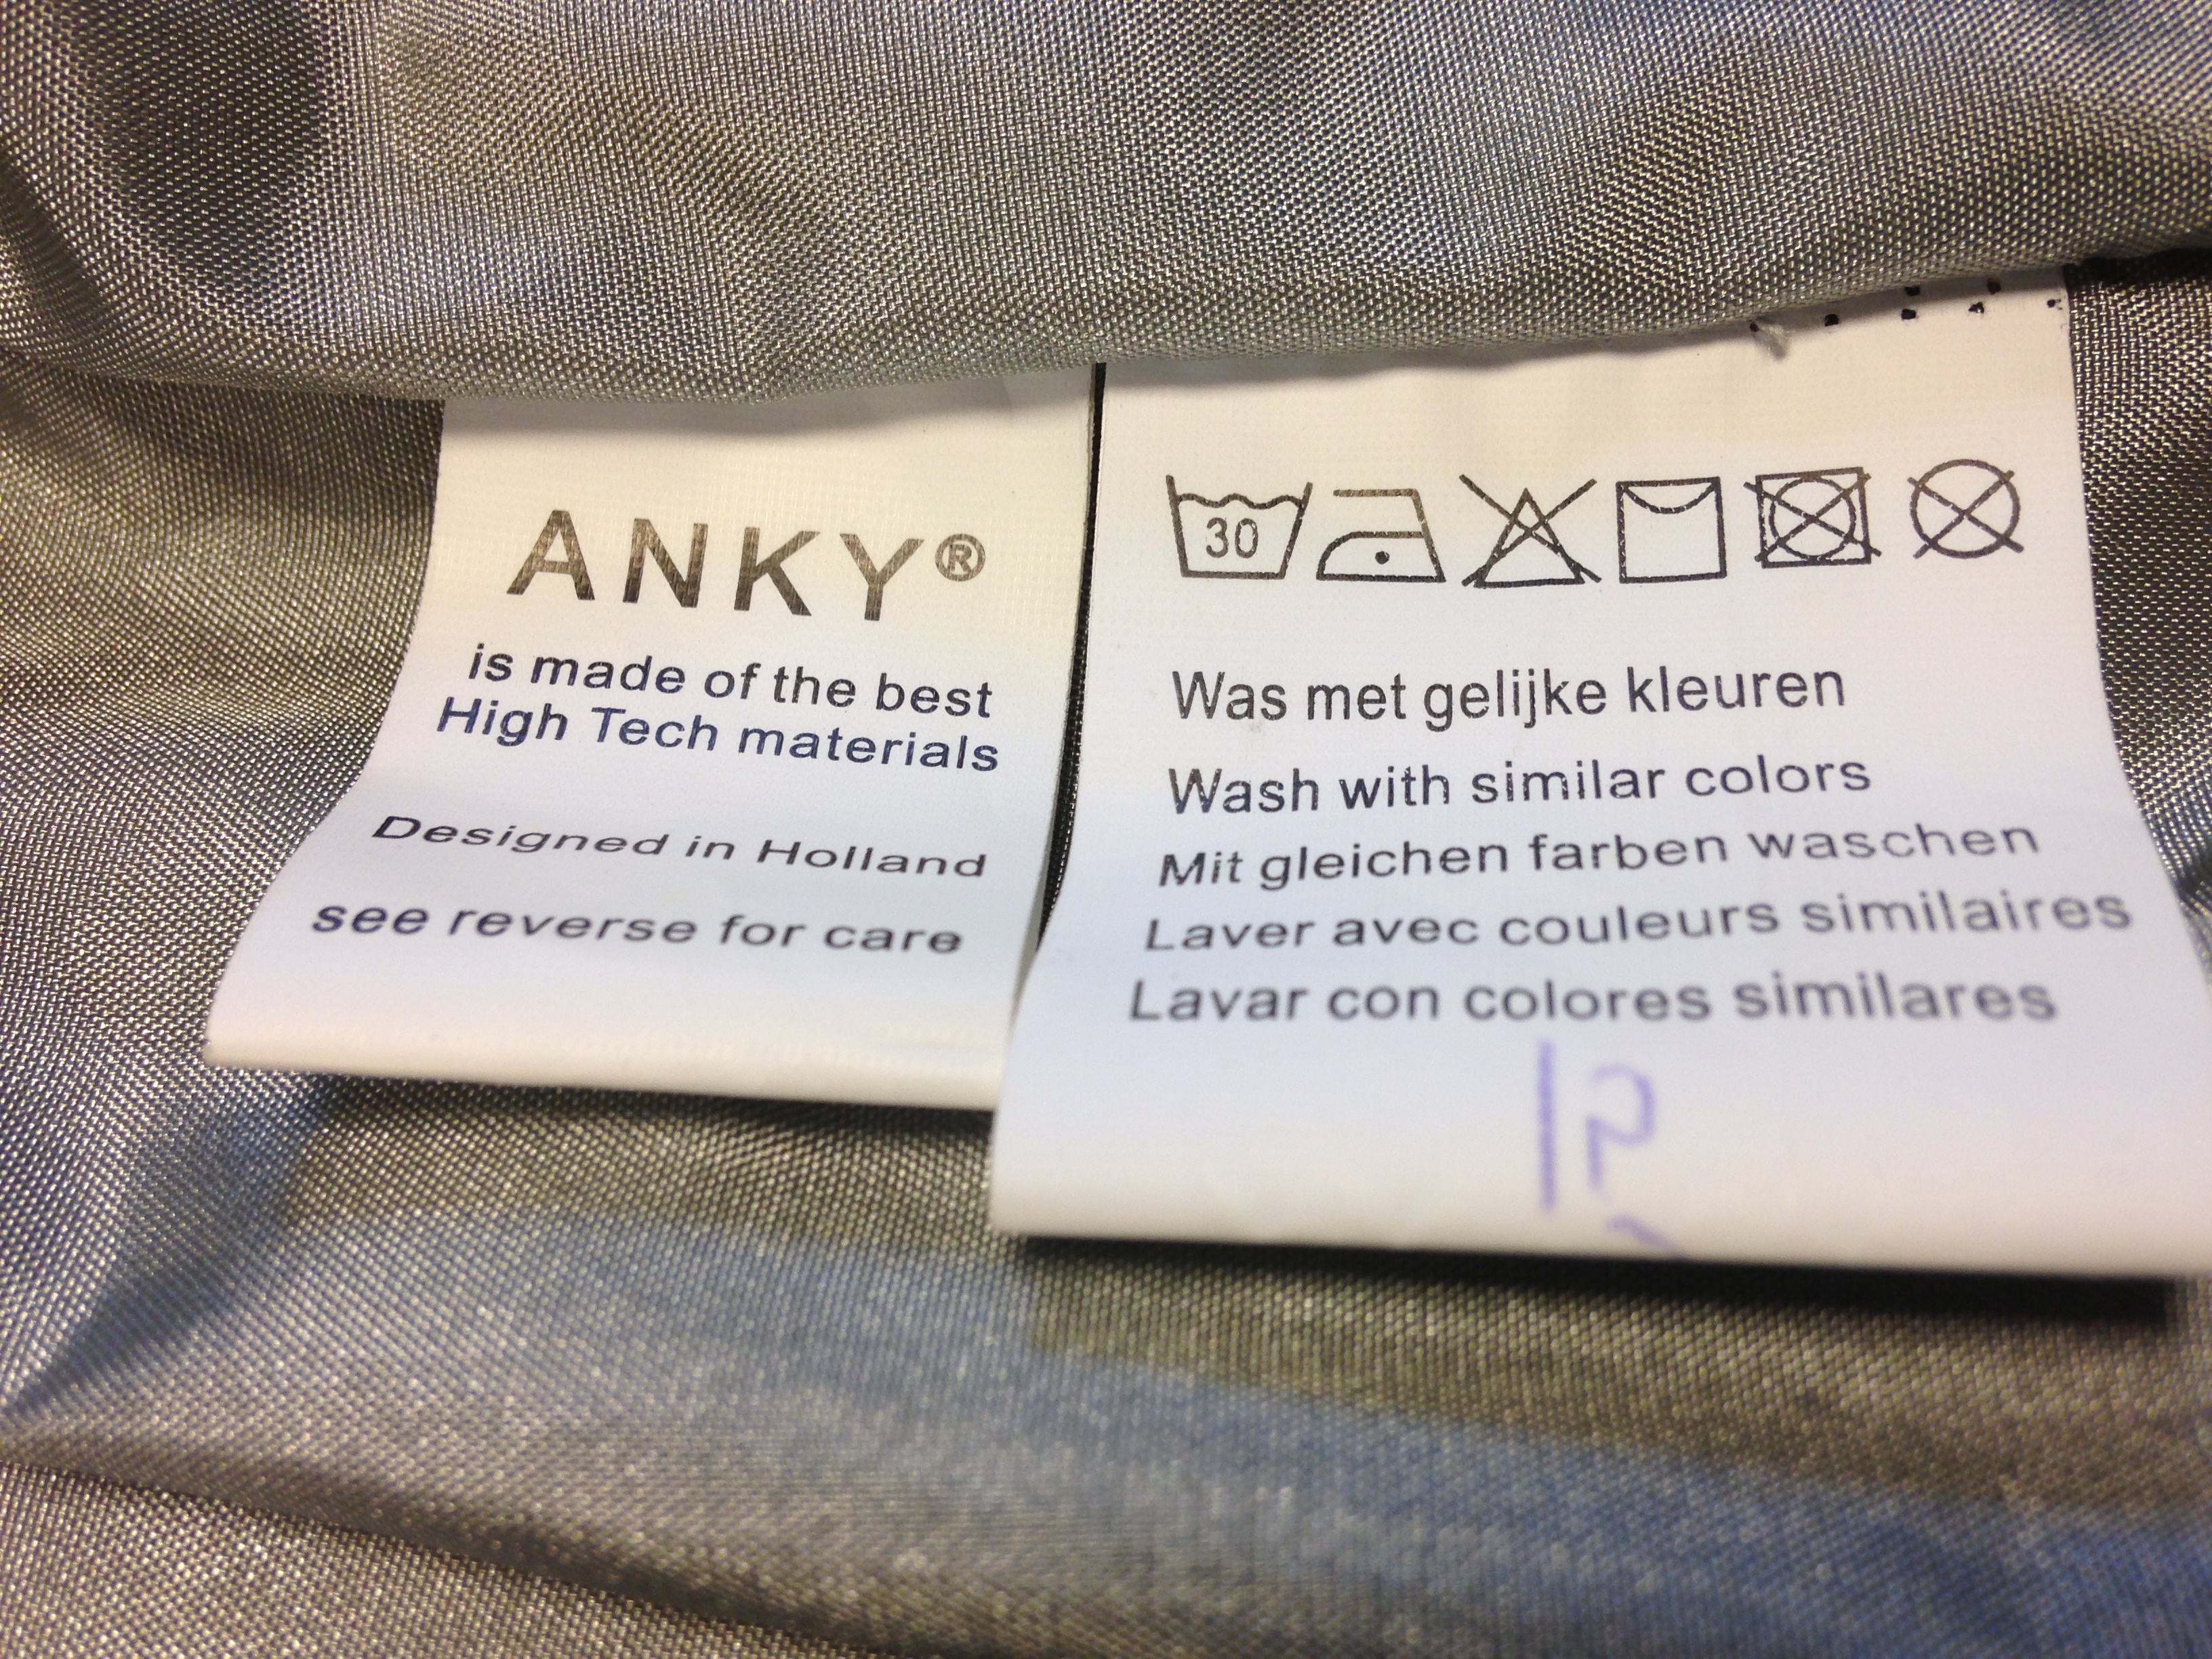 ANKY®
is made of the best
High Tech materials
Designed in Holland
see reverse for care
30
Was met gelijke kleuren
Wash with similar colors
Mit gleichen farben waschen
Laver avec couleurs similaires
Lavar con colores similares